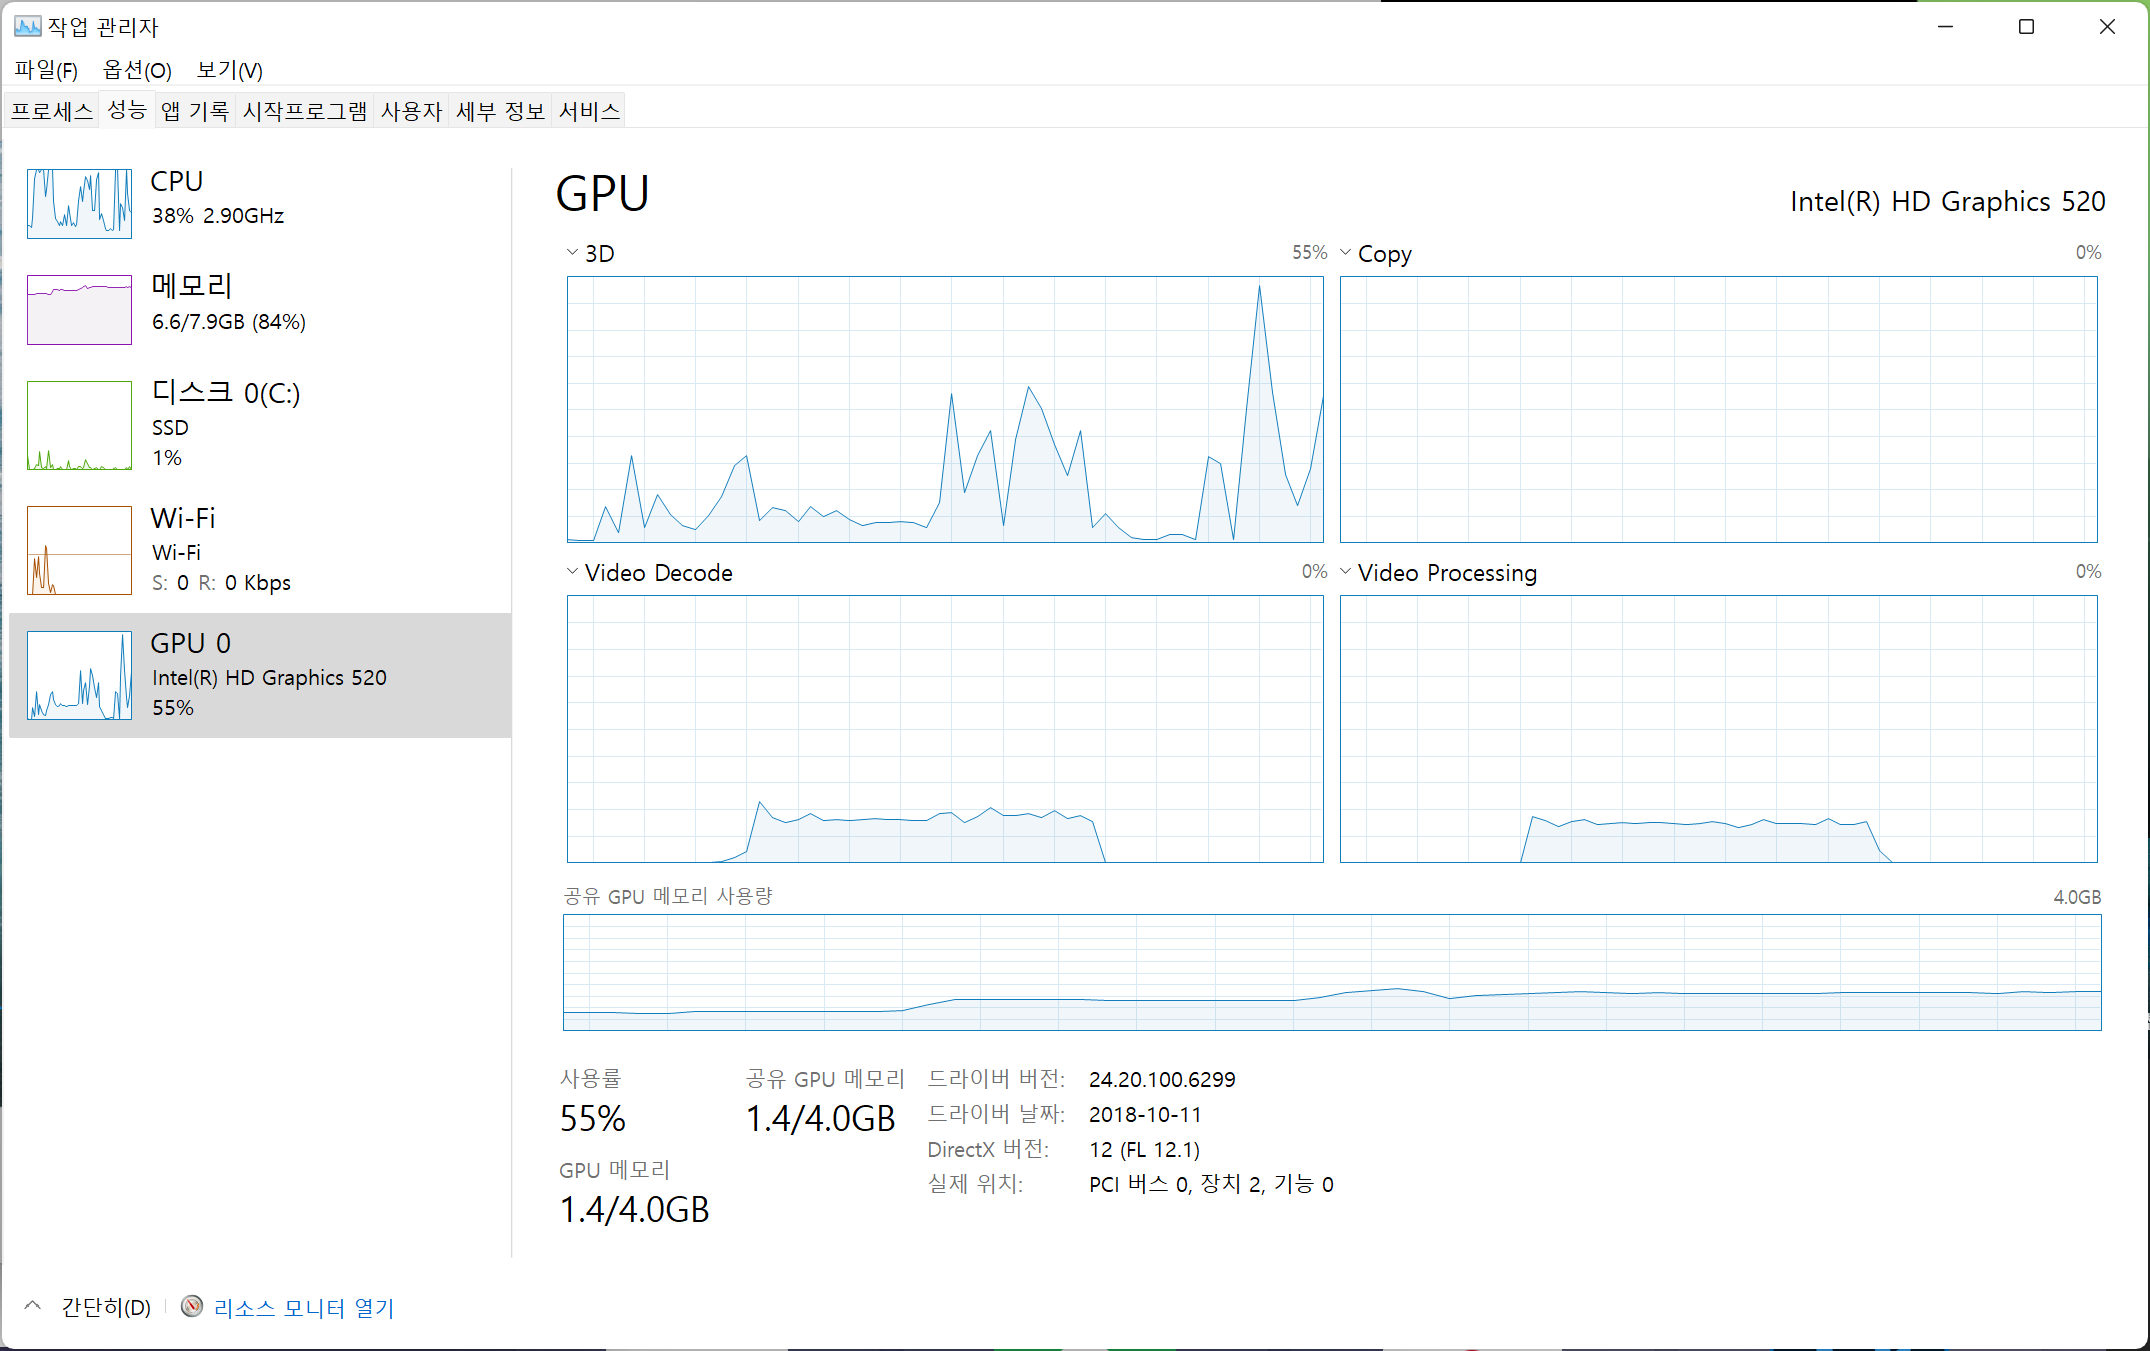 작업 관리자
파일(F) 옵션(O) 보기(V)
프로세스 성능 앱 기록 시작프로그램 사용자 세부 정보 서비스
CPU
38% 2.90GHz
메모리
6.6/7.9GB (84%)
디스크 0(C:)
SSD
1%
Wi-Fi
Wi-Fi
S: 0 R: 0 Kbps
GPU 0
Intel(R) HD Graphics 520
55%
GPU
Intel(R) HD Graphics 520
3D 55%
Copy 0%
Video Decode 0%
Video Processing 0%
공유 GPU 메모리 사용량 4.0GB
사용률
55%
공유 GPU 메모리
1.4/4.0GB
GPU 메모리
1.4/4.0GB
드라이버 버전: 24.20.100.6299
드라이버 날짜: 2018-10-11
DirectX 버전: 12 (FL 12.1)
실제 위치: PCI 버스 0, 장치 2, 기능 0
간단히(D) 리소스 모니터 열기